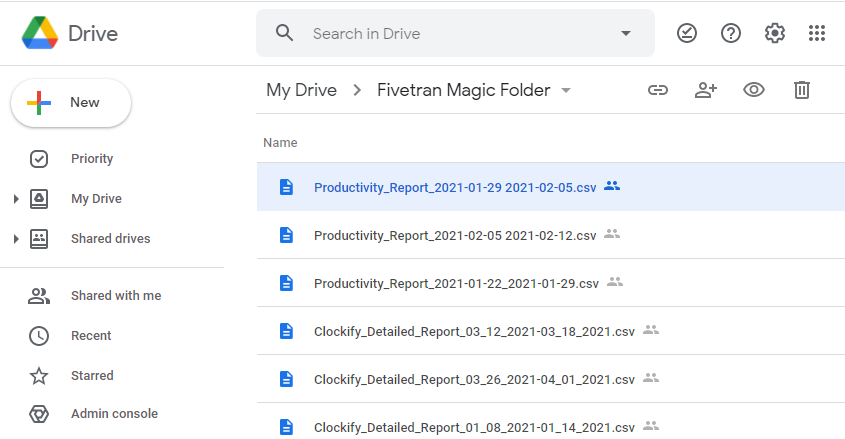 Drive
Search in Drive
New
Priority
My Drive
Shared drives
Shared with me
Recent
Starred
Admin console
My Drive > Fivetran Magic Folder
Name
Productivity_Report_2021-01-29 2021-02-05.csv
Productivity_Report_2021-02-05 2021-02-12.csv
Productivity_Report_2021-01-22_2021-01-29.csv
Clockify_Detailed_Report_03_12_2021-03_18_2021.csv
Clockify_Detailed_Report_03_26_2021-04_01_2021.csv
Clockify_Detailed_Report_01_08_2021-01_14_2021.csv